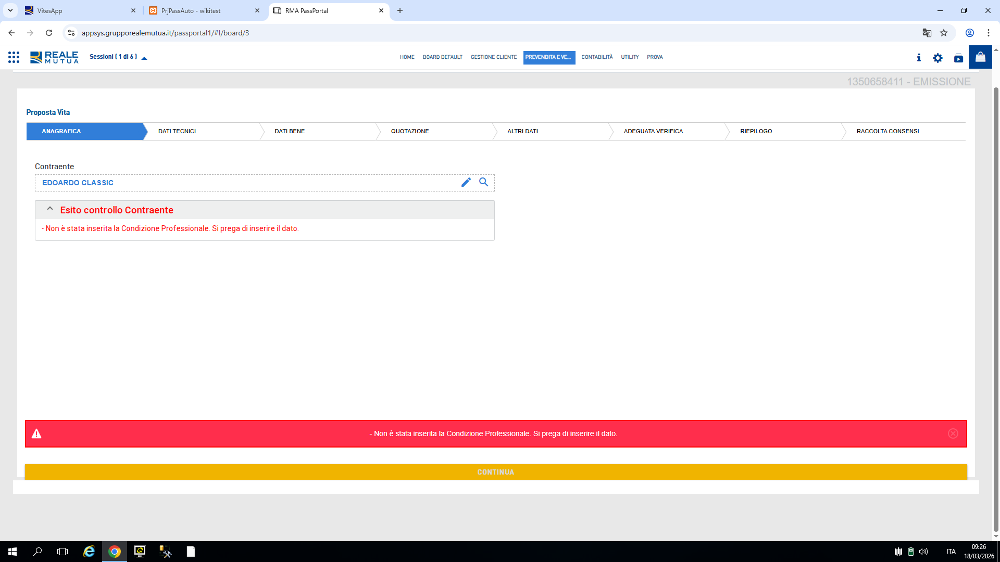 VitesApp
PrjPassAuto - wikitest
RMA PassPortal
appsys.grupporealemutua.it/passportal1/#!/board/3
REALE
MUTUA
Sessioni ( 1 di 6 )
HOME
BOARD DEFAULT
GESTIONE CLIENTE
PREVENDITA E VE...
CONTABILITÀ
UTILITY
PROVA
1350658411 - EMISSIONE
Proposta Vita
ANAGRAFICA
DATI TECNICI
DATI BENE
QUOTAZIONE
ALTRI DATI
ADEGUATA VERIFICA
RIEPILOGO
RACCOLTA CONSENSI
Contraente
EDOARDO CLASSIC
Esito controllo Contraente
- Non è stata inserita la Condizione Professionale. Si prega di inserire il dato.
- Non è stata inserita la Condizione Professionale. Si prega di inserire il dato.
CONTINUA
ITA
09:26
18/03/2026